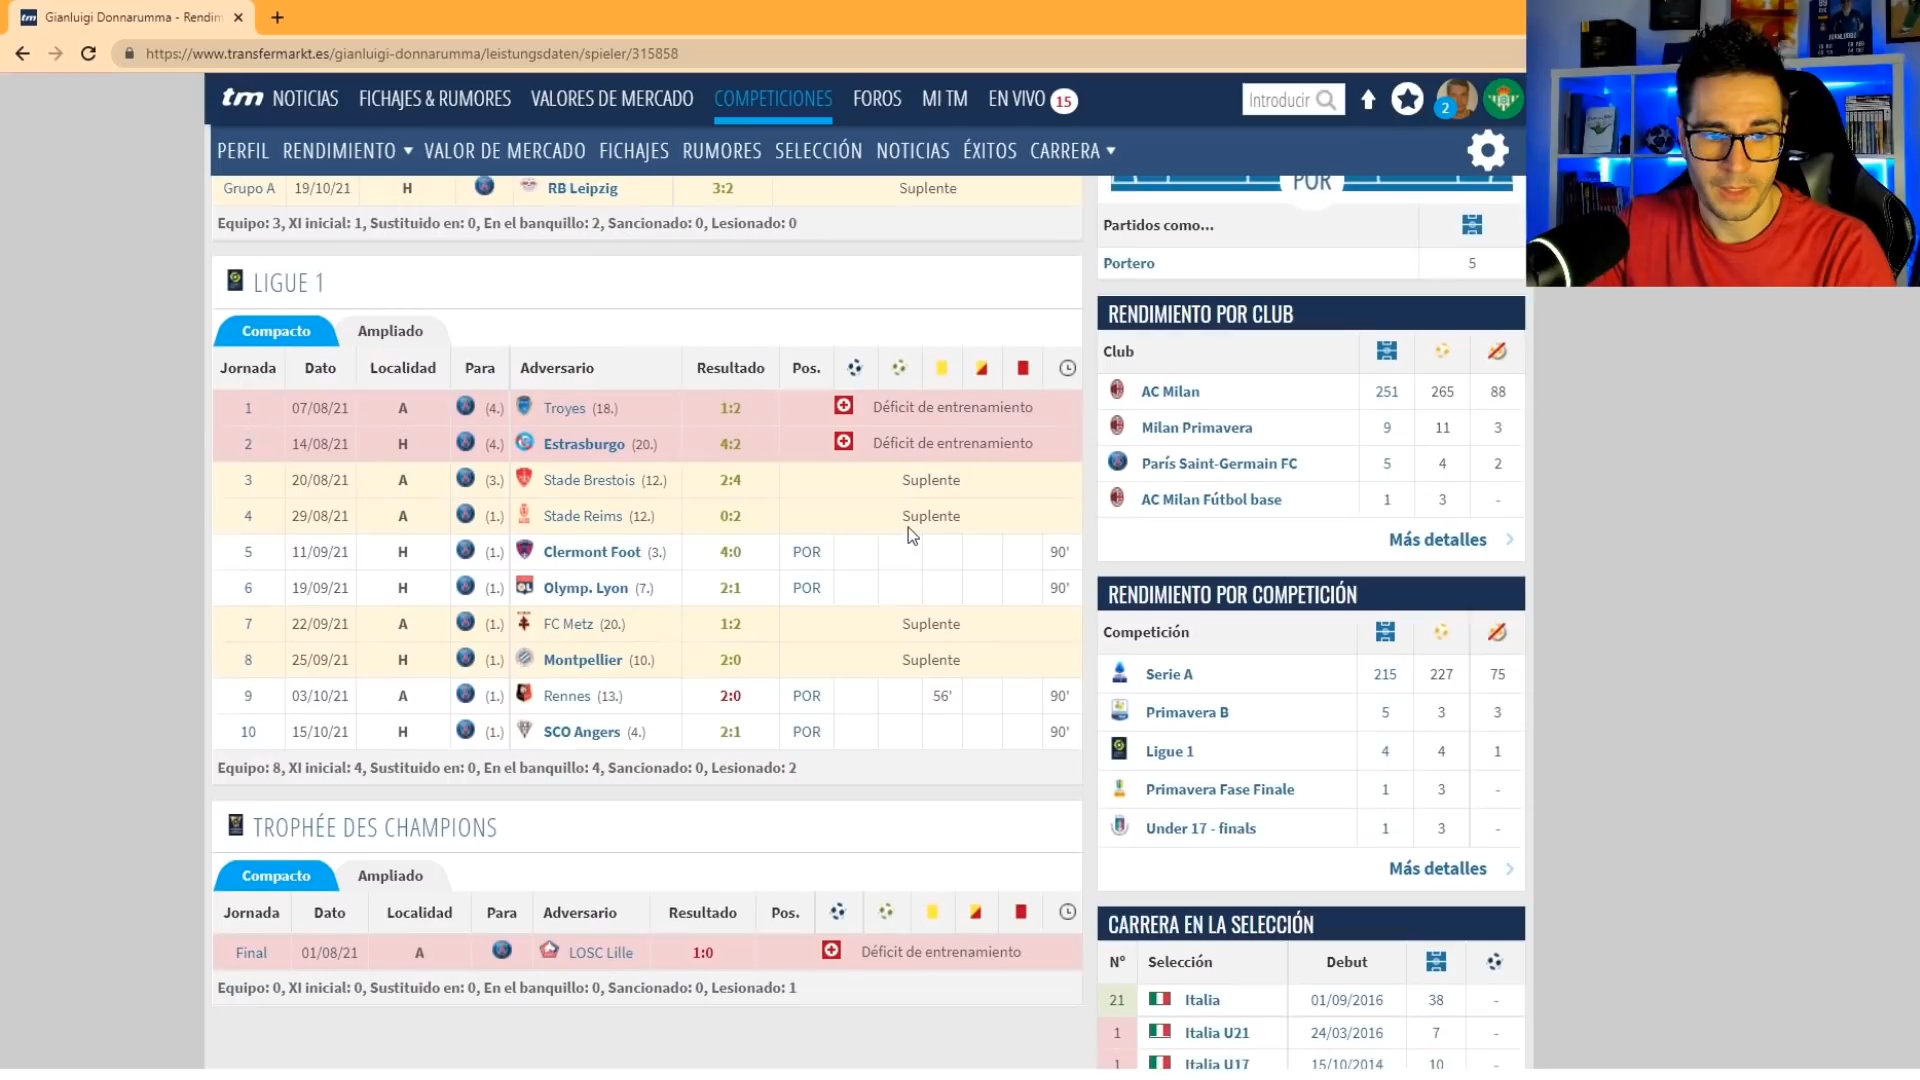 tm Gianluigi Donnarumma - Rendim × +
https://www.transfermarkt.es/gianluigi-donnarumma/leistungsdaten/spieler/315858
tm NOTICIAS FICHAJES & RUMORES VALORES DE MERCADO COMPETICIONES FOROS MI TM EN VIVO 15 Introducir 2
PERFIL RENDIMIENTO VALOR DE MERCADO FICHAJES RUMORES SELECCIÓN NOTICIAS ÉXITOS CARRERA
Grupo A 19/10/21 H RB Leipzig 3:2 Suplente
Equipo: 3, XI inicial: 1, Sustituido en: 0, En el banquillo: 2, Sancionado: 0, Lesionado: 0
LIGUE 1
Compacto Ampliado
Jornada Dato Localidad Para Adversario Resultado Pos.
1 07/08/21 A (4.) Troyes (18.) 1:2 Déficit de entrenamiento
2 14/08/21 H (4.) Estrasburgo (20.) 4:2 Déficit de entrenamiento
3 20/08/21 A (3.) Stade Brestois (12.) 2:4 Suplente
4 29/08/21 A (1.) Stade Reims (12.) 0:2 Suplente
5 11/09/21 H (1.) Clermont Foot (3.) 4:0 POR 90'
6 19/09/21 H (1.) Olymp. Lyon (7.) 2:1 POR 90'
7 22/09/21 A (1.) FC Metz (20.) 1:2 Suplente
8 25/09/21 H (1.) Montpellier (10.) 2:0 Suplente
9 03/10/21 A (1.) Rennes (13.) 2:0 POR 56' 90'
10 15/10/21 H (1.) SCO Angers (4.) 2:1 POR 90'
Equipo: 8, XI inicial: 4, Sustituido en: 0, En el banquillo: 4, Sancionado: 0, Lesionado: 2
TROPHÉE DES CHAMPIONS
Compacto Ampliado
Jornada Dato Localidad Para Adversario Resultado Pos.
Final 01/08/21 A LOSC Lille 1:0 Déficit de entrenamiento
Equipo: 0, XI inicial: 0, Sustituido en: 0, En el banquillo: 0, Sancionado: 0, Lesionado: 1
POR
Partidos como...
Portero 5
RENDIMIENTO POR CLUB
Club
AC Milan 251 265 88
Milan Primavera 9 11 3
París Saint-Germain FC 5 4 2
AC Milan Fútbol base 1 3 -
Más detalles
RENDIMIENTO POR COMPETICIÓN
Competición
Serie A 215 227 75
Primavera B 5 3 3
Ligue 1 4 4 1
Primavera Fase Finale 1 3 -
Under 17 - finals 1 3 -
Más detalles
CARRERA EN LA SELECCIÓN
Nº Selección Debut
21 Italia 01/09/2016 38 -
1 Italia U21 24/03/2016 7 -
1 Italia U17 15/10/2014 10 -